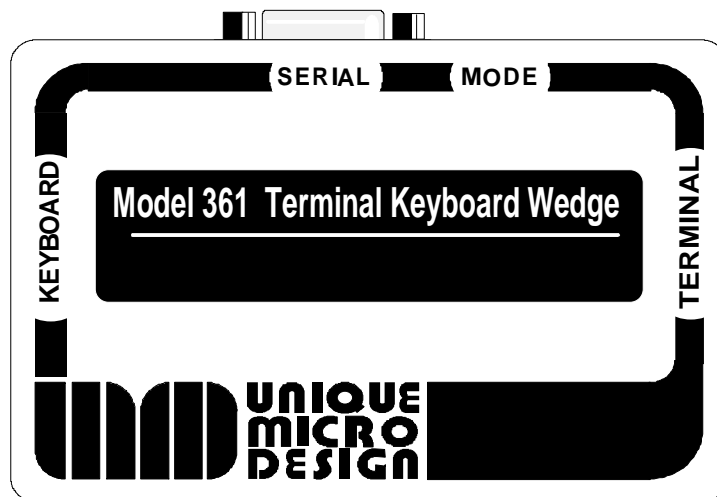 SERIAL MODE
KEYBOARD
Model 361 Terminal Keyboard Wedge
TERMINAL
UNIQUE
MICRO
DESIGN